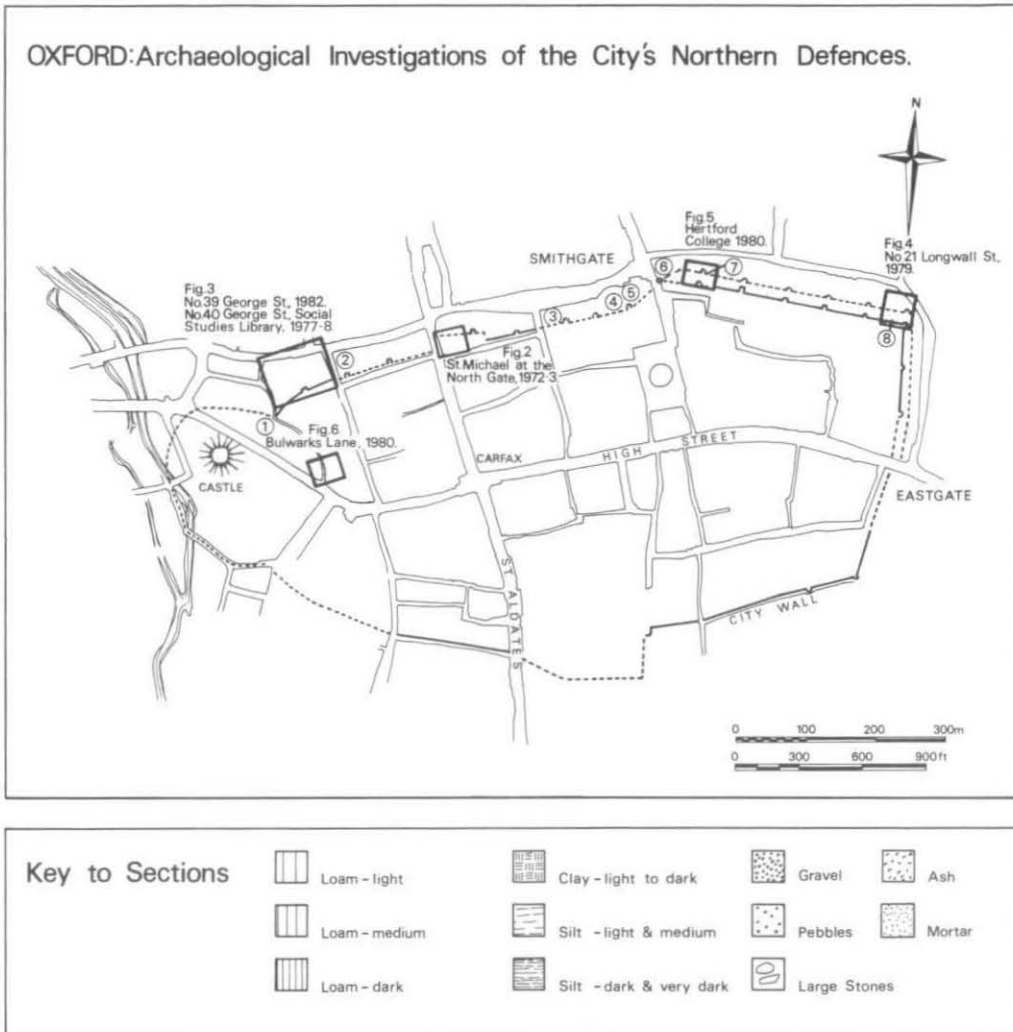 OXFORD:Archaeological Investigations of the City's Northern Defences.
N
Fig.5
Hertford
College 1980.
SMITHGATE
Fig.4
No.21 Longwall St,
1979.
Fig.3
No.39 George St., 1982.
No.40 George St., Social
Studies Library, 1977-8.
6
7
5
4
3
8
2
Fig.2
St.Michael at the
North Gate,1972-3.
1
Fig.6
Bulwarks Lane, 1980.
CARFAX
HIGH STREET
CASTLE
EASTGATE
ST. ALDATES
CITY WALL
0 100 200 300m
0 300 600 900ft
Key to Sections
Loam-light
Loam-medium
Loam-dark
Clay-light to dark
Silt -light & medium
Silt -dark & very dark
Gravel
Pebbles
Large Stones
Ash
Mortar